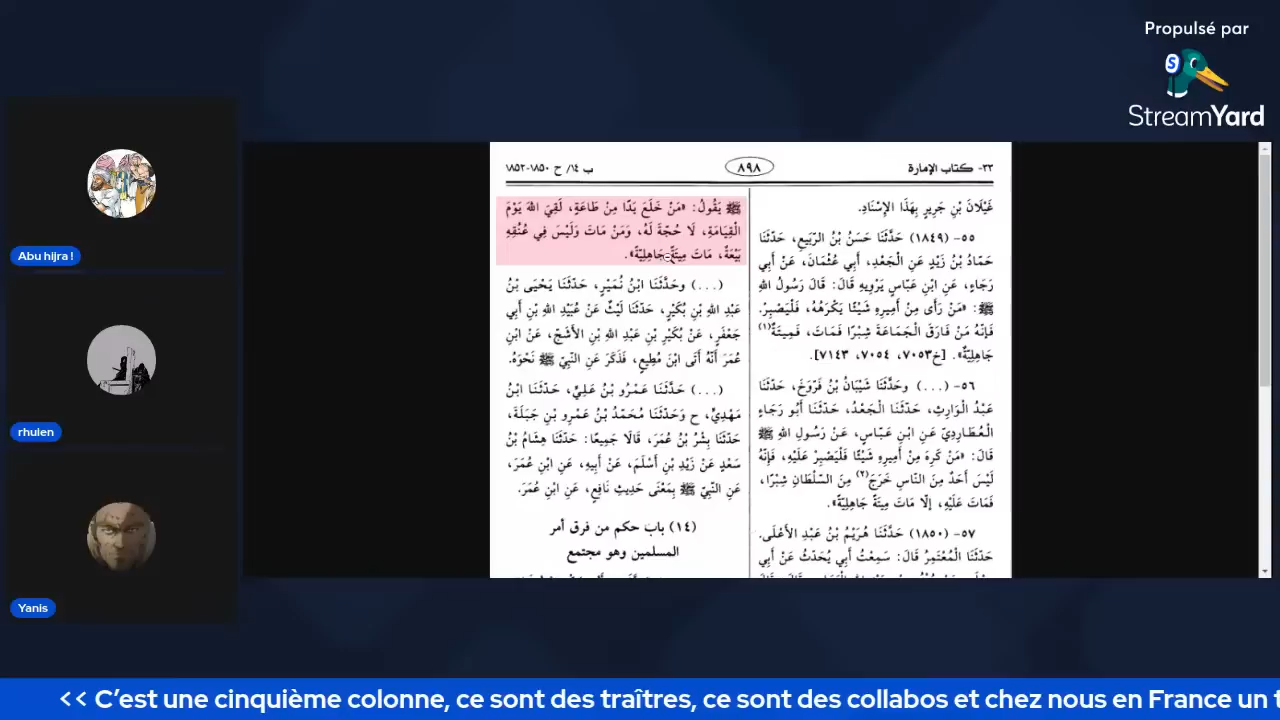 Propulsé par
StreamYard
Abu hijra !
rhulen
Yanis
٣٣- كتاب الإمارة
٨٩٨
ب ١٤/ ح ١٨٥٠-١٨٥٢
غَيْلَانَ بْنِ جَرِيرٍ بِهَذَا الإِسْنَادِ.
٥٥- (١٨٤٩) حَدَّثَنَا حَسَنُ بْنُ الرَّبِيعِ، حَدَّثَنَا
حَمَّادُ بْنُ زَيْدٍ عَنِ الْجَعْدِ، أَبِي عُثْمَانَ، عَنْ أَبِي
رَجَاءٍ، عَنِ ابْنِ عَبَّاسٍ يَرْوِيهِ قَالَ: قَالَ رَسُولُ اللهِ
ﷺ: «مَنْ رَأَى مِنْ أَمِيرِهِ شَيْئًا يَكْرَهُهُ، فَلْيَصْبِرْ.
فَإِنَّهُ مَنْ فَارَقَ الْجَمَاعَةَ شِبْرًا فَمَاتَ، فَمِيتَةٌ(١)
جَاهِلِيَّةٌ». [خ٧٠٥٣، ٧٠٥٤، ٧١٤٣].
٥٦- (...) وحَدَّثَنَا شَيْبَانُ بْنُ فَرُّوخَ، حَدَّثَنَا
عَبْدُ الْوَارِثِ، حَدَّثَنَا الْجَعْدُ، حَدَّثَنَا أَبُو رَجَاءٍ
الْعُطَارِدِيُّ عَنِ ابْنِ عَبَّاسٍ، عَنْ رَسُولِ اللهِ ﷺ
قَالَ: «مَنْ كَرِهَ مِنْ أَمِيرِهِ شَيْئًا فَلْيَصْبِرْ عَلَيْهِ، فَإِنَّهُ
لَيْسَ أَحَدٌ مِنَ النَّاسِ خَرَجَ(٢) مِنَ السُّلْطَانِ شِبْرًا،
فَمَاتَ عَلَيْهِ، إِلَّا مَاتَ مِيتَةً جَاهِلِيَّةً».
٥٧- (١٨٥٠) حَدَّثَنَا هُرَيْمُ بْنُ عَبْدِ الأَعْلَى.
حَدَّثَنَا الْمُعْتَمِرُ قَالَ: سَمِعْتُ أَبِي يُحَدِّثُ عَنْ أَبِي
ﷺ يَقُولُ: «مَنْ خَلَعَ يَدًا مِنْ طَاعَةٍ، لَقِيَ اللهَ يَوْمَ
الْقِيَامَةِ، لَا حُجَّةَ لَهُ، وَمَنْ مَاتَ وَلَيْسَ فِي عُنُقِهِ
بَيْعَةٌ، مَاتَ مِيتَةً جَاهِلِيَّةً».
(...) وحَدَّثَنَا ابْنُ نُمَيْرٍ، حَدَّثَنَا يَحْيَى بْنُ
عَبْدِ اللهِ بْنِ بُكَيْرٍ، حَدَّثَنَا لَيْثٌ عَنْ عُبَيْدِ اللهِ بْنِ أَبِي
جَعْفَرٍ، عَنْ بُكَيْرِ بْنِ عَبْدِ اللهِ بْنِ الأَشَجِّ، عَنِ ابْنِ
عُمَرَ أَنَّهُ أَتَى ابْنَ مُطِيعٍ، فَذَكَرَ عَنِ النَّبِيِّ ﷺ نَحْوَهُ.
(...) حَدَّثَنَا عَمْرُو بْنُ عَلِيٍّ، حَدَّثَنَا ابْنُ
مَهْدِيٍّ، ح وَحَدَّثَنَا مُحَمَّدُ بْنُ عَمْرِو بْنِ جَبَلَةَ،
حَدَّثَنَا بِشْرُ بْنُ عُمَرَ، قَالَا جَمِيعًا: حَدَّثَنَا هِشَامُ بْنُ
سَعْدٍ عَنْ زَيْدِ بْنِ أَسْلَمَ، عَنْ أَبِيهِ، عَنِ ابْنِ عُمَرَ،
عَنِ النَّبِيِّ ﷺ بِمَعْنَى حَدِيثِ نَافِعٍ، عَنِ ابْنِ عُمَرَ.
(١٤) باب حكم من فرق أمر
المسلمين وهو مجتمع
<< C’est une cinquième colonne, ce sont des traîtres, ce sont des collabos et chez nous en France un t